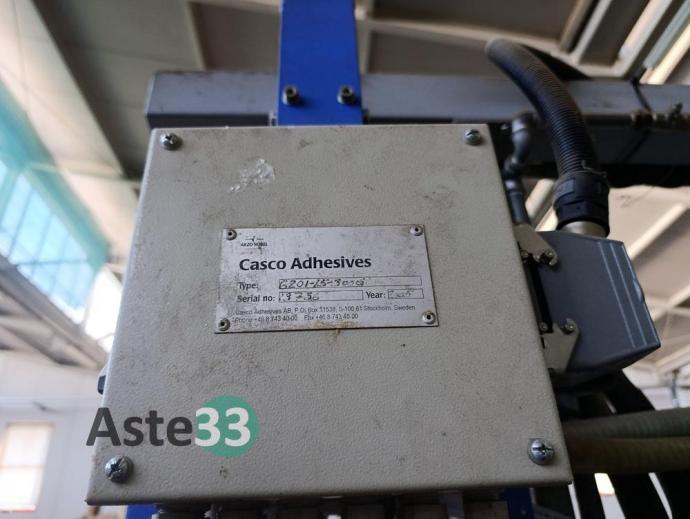 AKZO NOBEL
Casco Adhesives
Type:
Serial no: Year:
Casco Adhesives AB, P.O. Box 11538, S-100 61 Stockholm, Sweden
Phone +46 8 743 40 00 Fax +46 8 743 40 00
Aste33